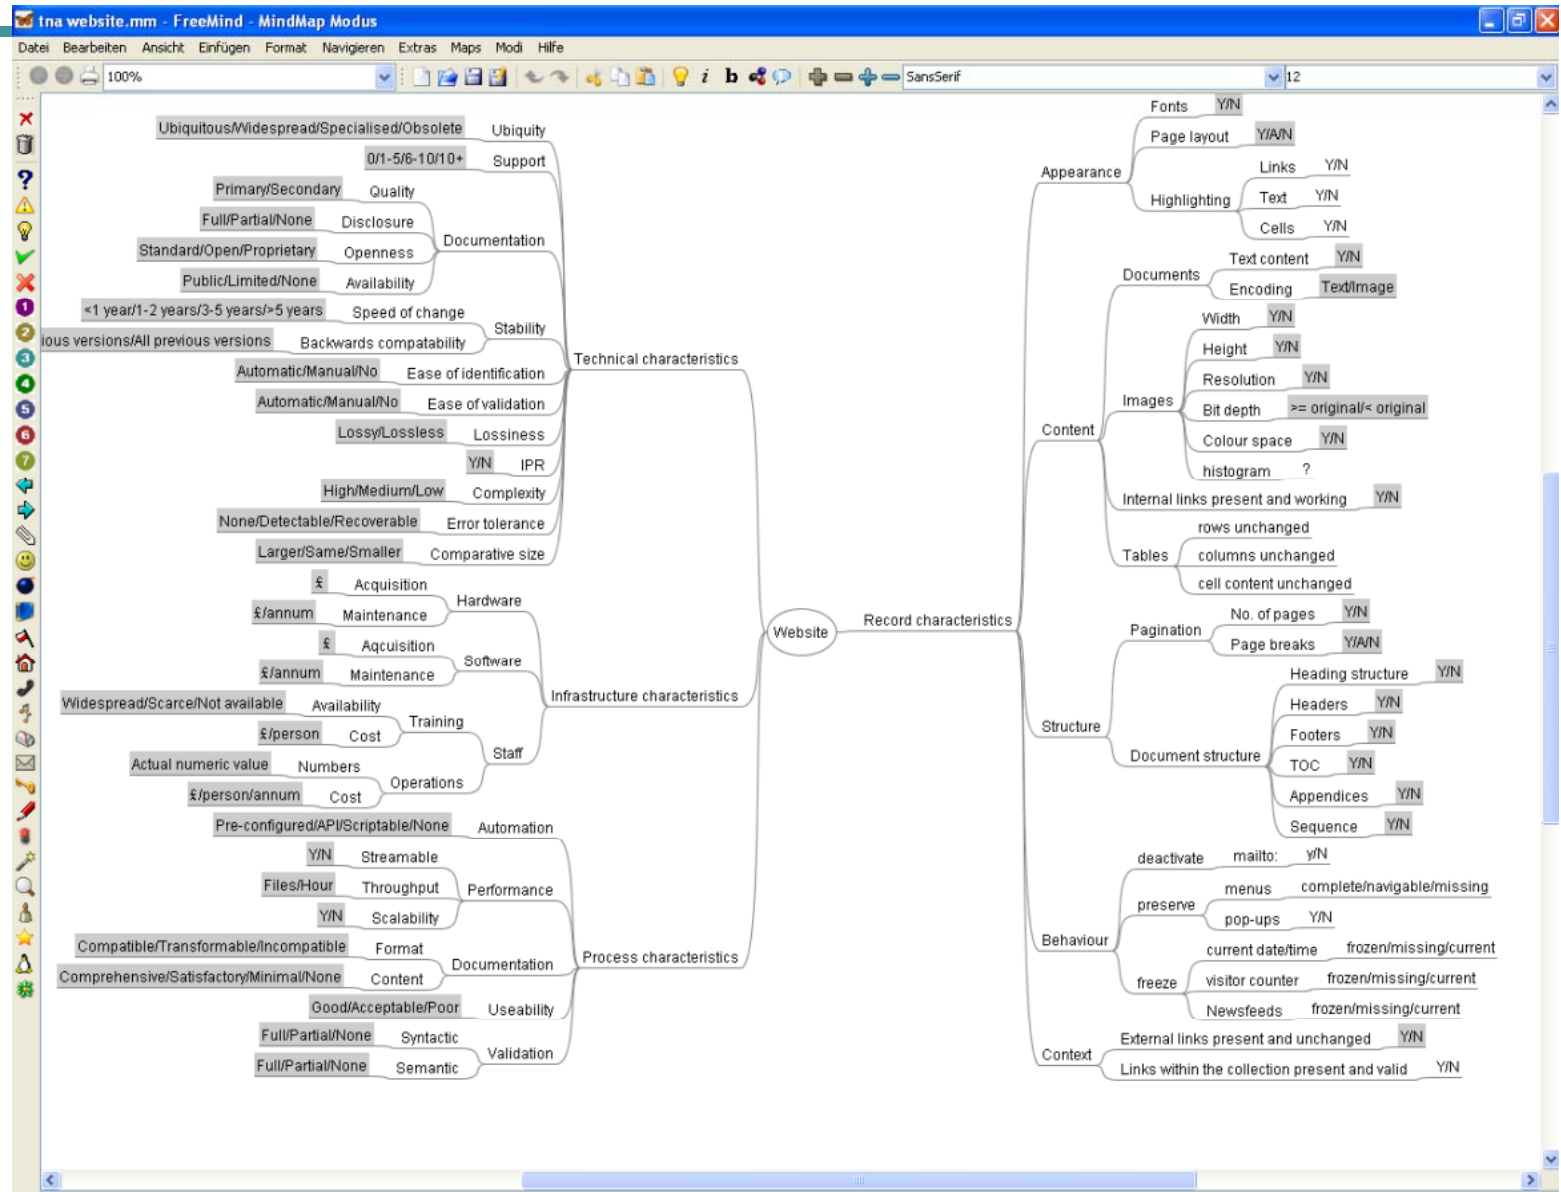 tna website.mm - FreeMind - MindMap Modus
Datei Bearbeiten Ansicht Einfügen Format Navigieren Extras Maps Modi Hilfe
100% i b SansSerif 12
Ubiquitous/Widespread/Specialised/Obsolete Ubiquity
0/1-5/6-10/10+ Support
Primary/Secondary Quality
Full/Partial/None Disclosure
Documentation
Standard/Open/Proprietary Openness
Public/Limited/None Availability
<1 year/1-2 years/3-5 years/>5 years Speed of change
Stability
ious versions/All previous versions Backwards compatability
Technical characteristics
Automatic/Manual/No Ease of identification
Automatic/Manual/No Ease of validation
Lossy/Lossless Lossiness
Y/N IPR
High/Medium/Low Complexity
None/Detectable/Recoverable Error tolerance
Larger/Same/Smaller Comparative size
£ Acquisition
Hardware
£/annum Maintenance
£ Aqcuisition
Software
£/annum Maintenance
Infrastructure characteristics
Widespread/Scarce/Not available Availability
Training
£/person Cost
Staff
Actual numeric value Numbers
Operations
£/person/annum Cost
Pre-configured/API/Scriptable/None Automation
Y/N Streamable
Files/Hour Throughput
Performance
Y/N Scalability
Compatible/Transformable/Incompatible Format
Documentation
Process characteristics
Comprehensive/Satisfactory/Minimal/None Content
Good/Acceptable/Poor Useability
Full/Partial/None Syntactic
Validation
Full/Partial/None Semantic
Website
Record characteristics
Fonts Y/N
Page layout Y/A/N
Appearance
Links Y/N
Highlighting Text Y/N
Cells Y/N
Text content Y/N
Documents
Encoding Text/Image
Width Y/N
Height Y/N
Resolution Y/N
Images
Bit depth >= original/< original
Content
Colour space Y/N
histogram ?
Internal links present and working Y/N
rows unchanged
Tables columns unchanged
cell content unchanged
No. of pages Y/N
Pagination
Page breaks Y/A/N
Heading structure Y/N
Headers Y/N
Structure
Footers Y/N
Document structure
TOC Y/N
Appendices Y/N
Sequence Y/N
deactivate mailto: y/N
menus complete/navigable/missing
preserve
pop-ups Y/N
Behaviour
current date/time frozen/missing/current
freeze visitor counter frozen/missing/current
Newsfeeds frozen/missing/current
External links present and unchanged Y/N
Context
Links within the collection present and valid Y/N
? 1
2
3
4
5
6
7